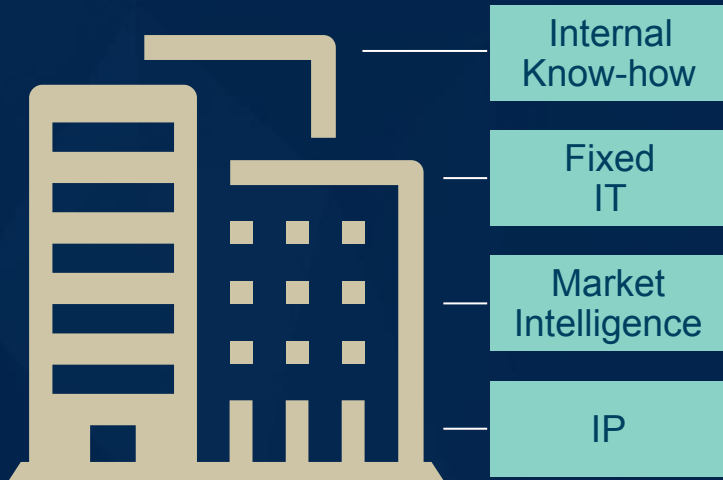 Internal
Know-how
Fixed
IT
Market
Intelligence
IP